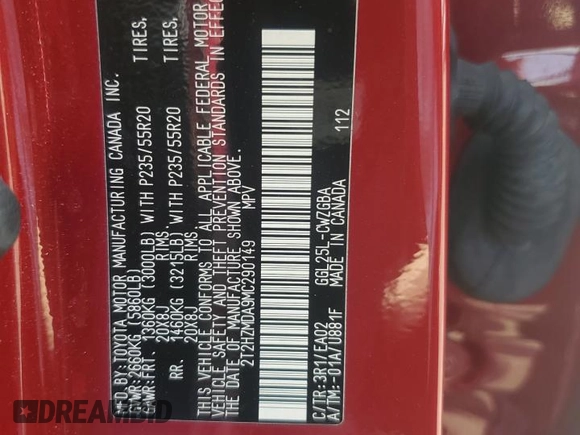 MFD.BY: TOYOTA MOTOR MANUFACTURING CANADA INC.
GVWR: 2660KG (5860LB)
GAWR:FRT. 1360KG (3000LB) WITH P235/55R20 TIRES,
20X8J RIMS,
RR. 1460KG (3215LB) WITH P235/55R20 TIRES,
20X8J RIMS,
THIS VEHICLE CONFORMS TO ALL APPLICABLE FEDERAL MOTOR
VEHICLE SAFETY AND THEFT PREVENTION STANDARDS IN EFFECT
ON THE DATE OF MANUFACTURE SHOWN ABOVE.
2T2HZMDA9MC290149 MPV
112
C/TR:3R1/EA02 GGL25L-CWZGBA
A/TM:-01A/U881F MADE IN CANADA
© DREAMBID